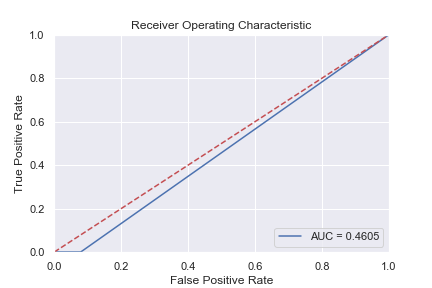 Receiver Operating Characteristic
1.0
0.8
0.6
0.4
0.2
0.0
True Positive Rate
AUC = 0.4605
0.0 0.2 0.4 0.6 0.8 1.0
False Positive Rate